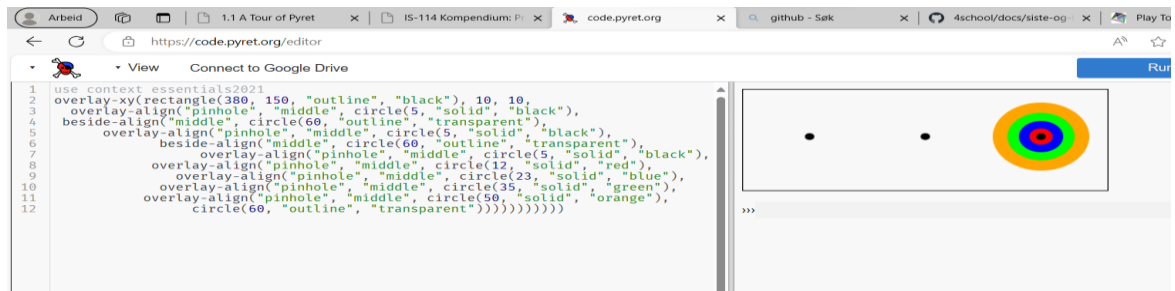 Arbeid
1.1 A Tour of Pyret
IS-114 Kompendium: Pr
code.pyret.org
github - Søk
4school/docs/siste-og-
Play To
https://code.pyret.org/editor
View
Connect to Google Drive
Run
1 use context essentials2021
2 overlay-xy(rectangle(380, 150, "outline", "black"), 10, 10,
3 overlay-align("pinhole", "middle", circle(5, "solid", "black"),
4 beside-align("middle", circle(60, "outline", "transparent"),
5 overlay-align("pinhole", "middle", circle(5, "solid", "black"),
6 beside-align("middle", circle(60, "outline", "transparent"),
7 overlay-align("pinhole", "middle", circle(5, "solid", "black"),
8 overlay-align("pinhole", "middle", circle(12, "solid", "red"),
9 overlay-align("pinhole", "middle", circle(23, "solid", "blue"),
10 overlay-align("pinhole", "middle", circle(35, "solid", "green"),
11 overlay-align("pinhole", "middle", circle(50, "solid", "orange"),
12 circle(60, "outline", "transparent")))))))))))
›››